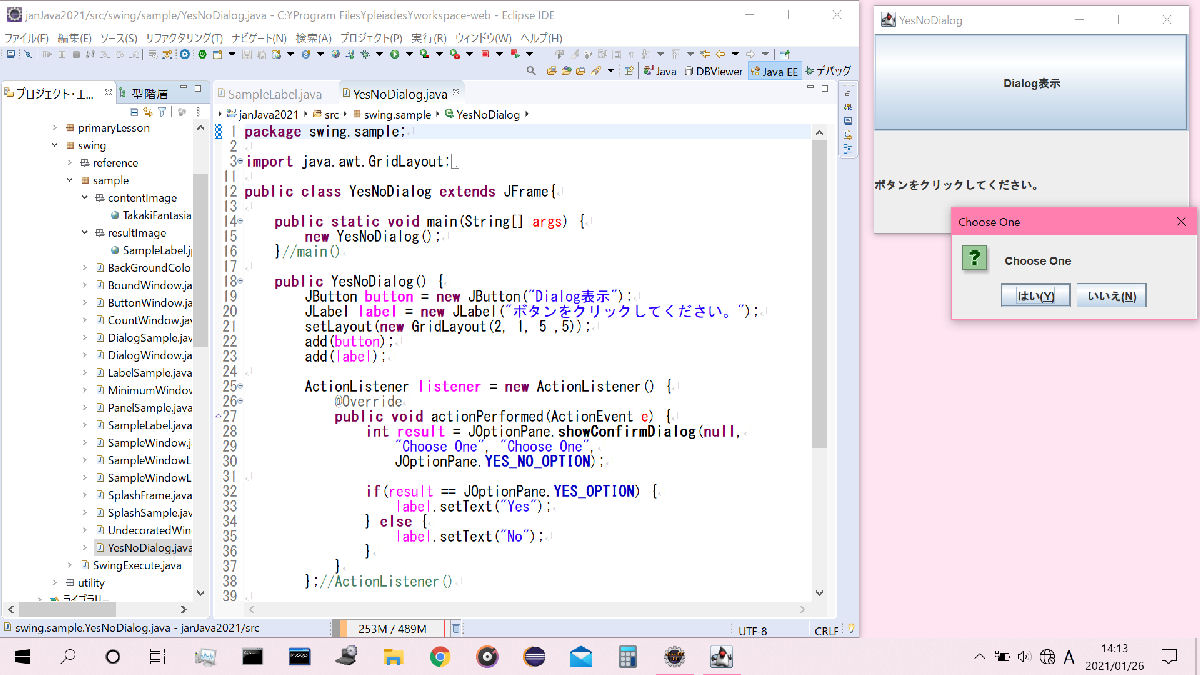 janJava2021/src/swing/sample/YesNoDialog.java - C:¥Program Files¥pleiades¥workspace-web - Eclipse IDE
ファイル(F) 編集(E) ソース(S) リファクタリング(T) ナビゲート(N) 検索(A) プロジェクト(P) 実行(R) ウィンドウ(W) ヘルプ(H)
Java DBViewer Java EE デバッグ
プロジェクト・エ... 型階層
primaryLesson
swing
reference
sample
contentImage
TakakiFantasia
resultImage
SampleLabel.j
BackGroundColo
BoundWindow.ja
ButtonWindow.ja
CountWindow.jav
DialogSample.jav
DialogWindow.ja
LabelSample.java
MinimumWindov
PanelSample.java
SampleLabel.java
SampleWindow.j
SampleWindowL
SampleWindowL
SplashFrame.java
SplashSample.jav
UndecoratedWin
YesNoDialog.java
SwingExecute.java
utility
ライブラリー
SampleLabel.java YesNoDialog.java
janJava2021 src swing.sample YesNoDialog
1 package swing.sample;
2
3 import java.awt.GridLayout;
11
12 public class YesNoDialog extends JFrame{
13
14 public static void main(String[] args) {
15 new YesNoDialog();
16 }//main()
17
18 public YesNoDialog() {
19 JButton button = new JButton("Dialog表示");
20 JLabel label = new JLabel("ボタンをクリックしてください。");
21 setLayout(new GridLayout(2, 1, 5 ,5));
22 add(button);
23 add(label);
24
25 ActionListener listener = new ActionListener() {
26 @Override
27 public void actionPerformed(ActionEvent e) {
28 int result = JOptionPane.showConfirmDialog(null,
29 "Choose One", "Choose One",
30 JOptionPane.YES_NO_OPTION);
31
32 if(result == JOptionPane.YES_OPTION) {
33 label.setText("Yes");
34 } else {
35 label.setText("No");
36 }
37 }
38 };//ActionListener()
39
swing.sample.YesNoDialog.java - janJava2021/src
253M / 489M
UTF-8
CRLF
YesNoDialog
Dialog表示
ボタンをクリックしてください。
Choose One
Choose One
はい(Y) いいえ(N)
A
14:13
2021/01/26